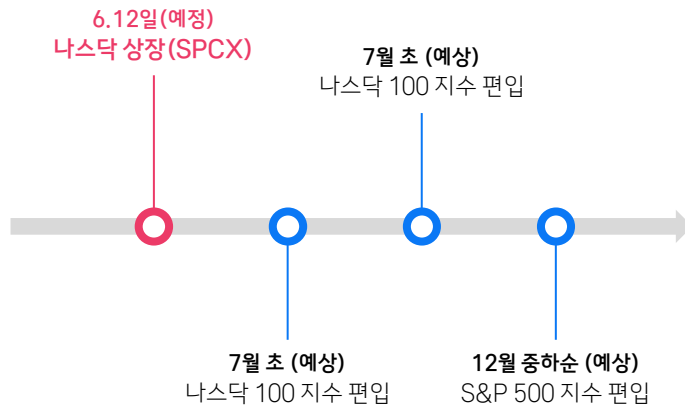 6.12일(예정)
나스닥 상장(SPCX)
7월 초 (예상)
나스닥 100 지수 편입
7월 초 (예상)
나스닥 100 지수 편입
12월 중하순 (예상)
S&P 500 지수 편입